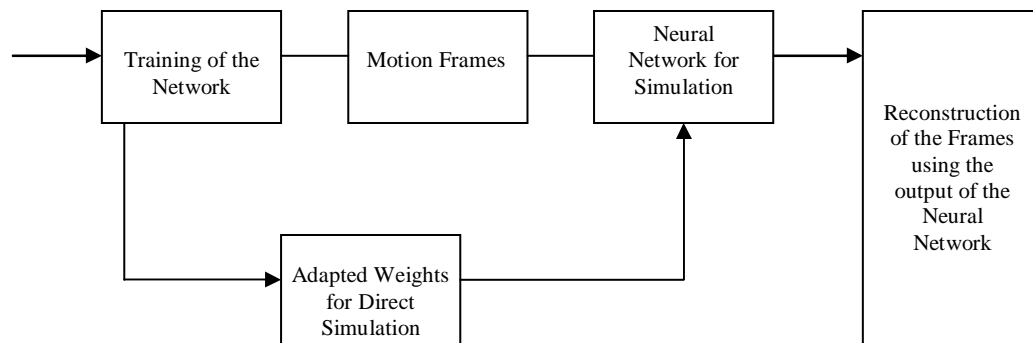 Training of the
Network
Motion Frames
Neural
Network for
Simulation
Reconstruction
of the Frames
using the
output of the
Neural
Network
Adapted Weights
for Direct
Simulation